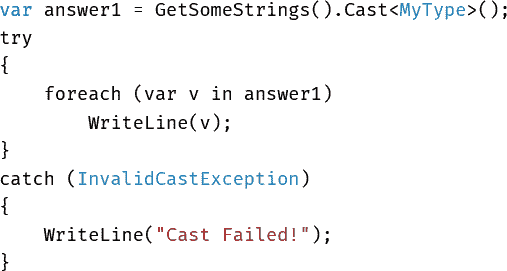 var answer1 = GetSomeStrings().Cast<MyType>();
try
{
    foreach (var v in answer1)
        WriteLine(v);
}
catch (InvalidCastException)
{
    WriteLine("Cast Failed!");
}